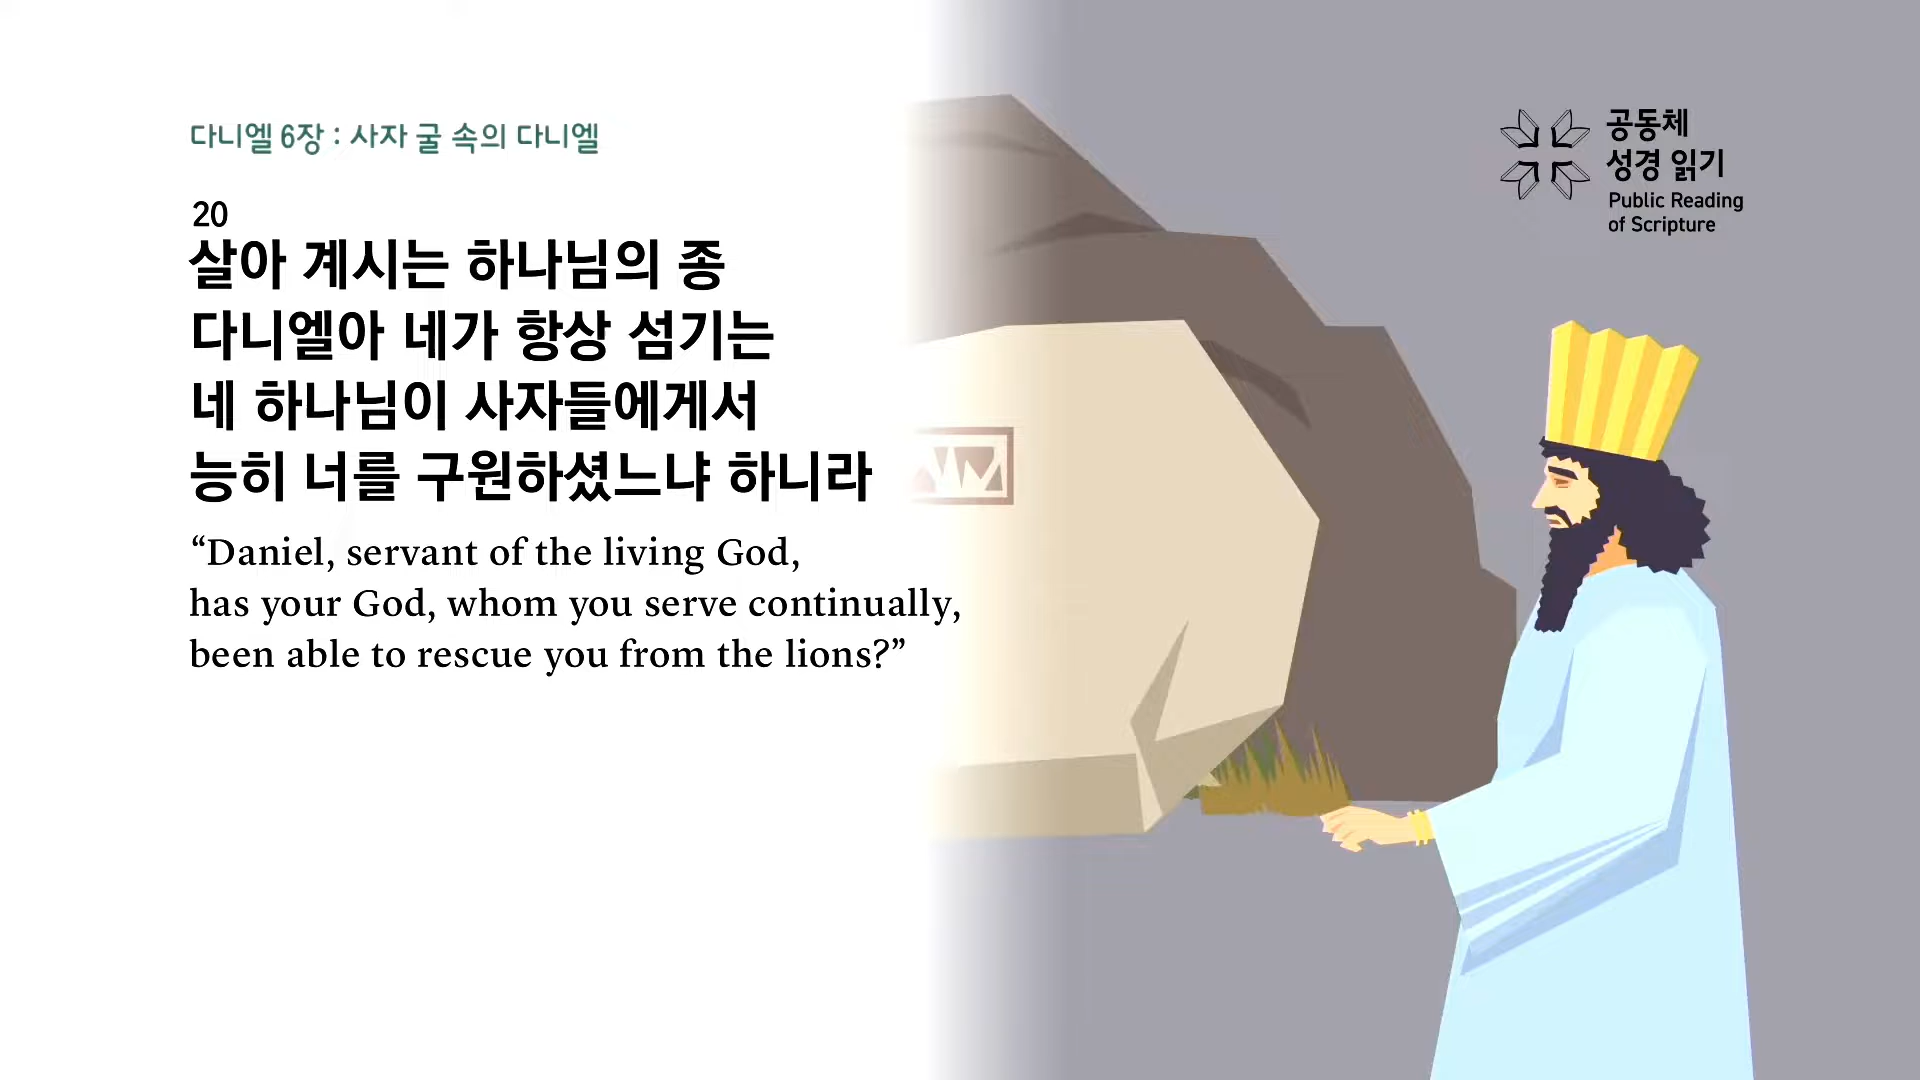 다니엘 6장 : 사자 굴 속의 다니엘
20
살아 계시는 하나님의 종
다니엘아 네가 항상 섬기는
네 하나님이 사자들에게서
능히 너를 구원하셨느냐 하니라
“Daniel, servant of the living God,
has your God, whom you serve continually,
been able to rescue you from the lions?”
공동체
성경 읽기
Public Reading
of Scripture